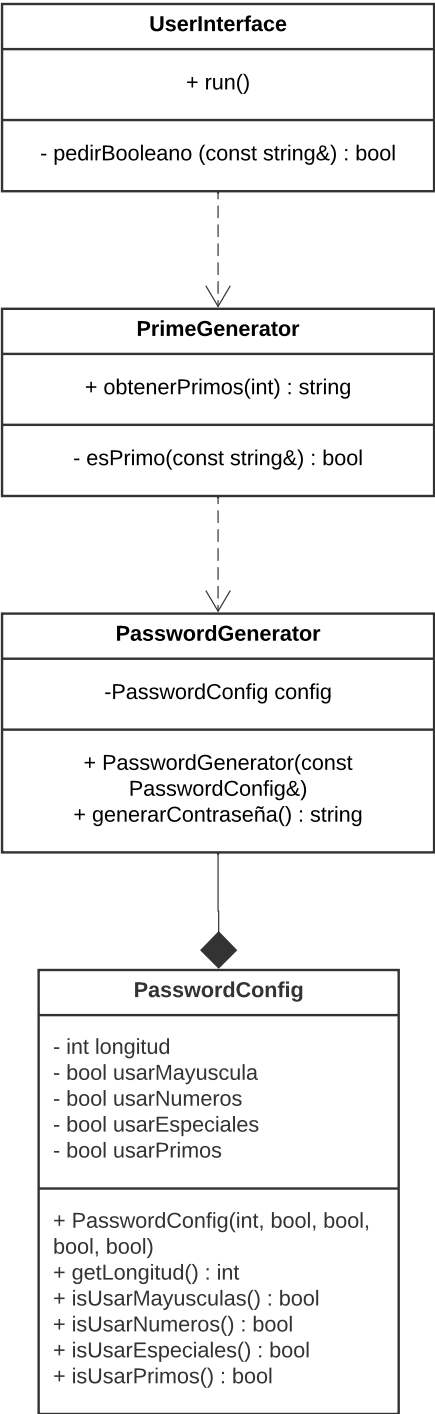 UserInterface
+ run()
- pedirBooleano (const string&) : bool
PrimeGenerator
+ obtenerPrimos(int) : string
- esPrimo(const string&) : bool
PasswordGenerator
-PasswordConfig config
+ PasswordGenerator(const
PasswordConfig&)
+ generarContraseña() : string
PasswordConfig
- int longitud
- bool usarMayuscula
- bool usarNumeros
- bool usarEspeciales
- bool usarPrimos
+ PasswordConfig(int, bool, bool,
bool, bool)
+ getLongitud() : int
+ isUsarMayusculas() : bool
+ isUsarNumeros() : bool
+ isUsarEspeciales() : bool
+ isUsarPrimos() : bool